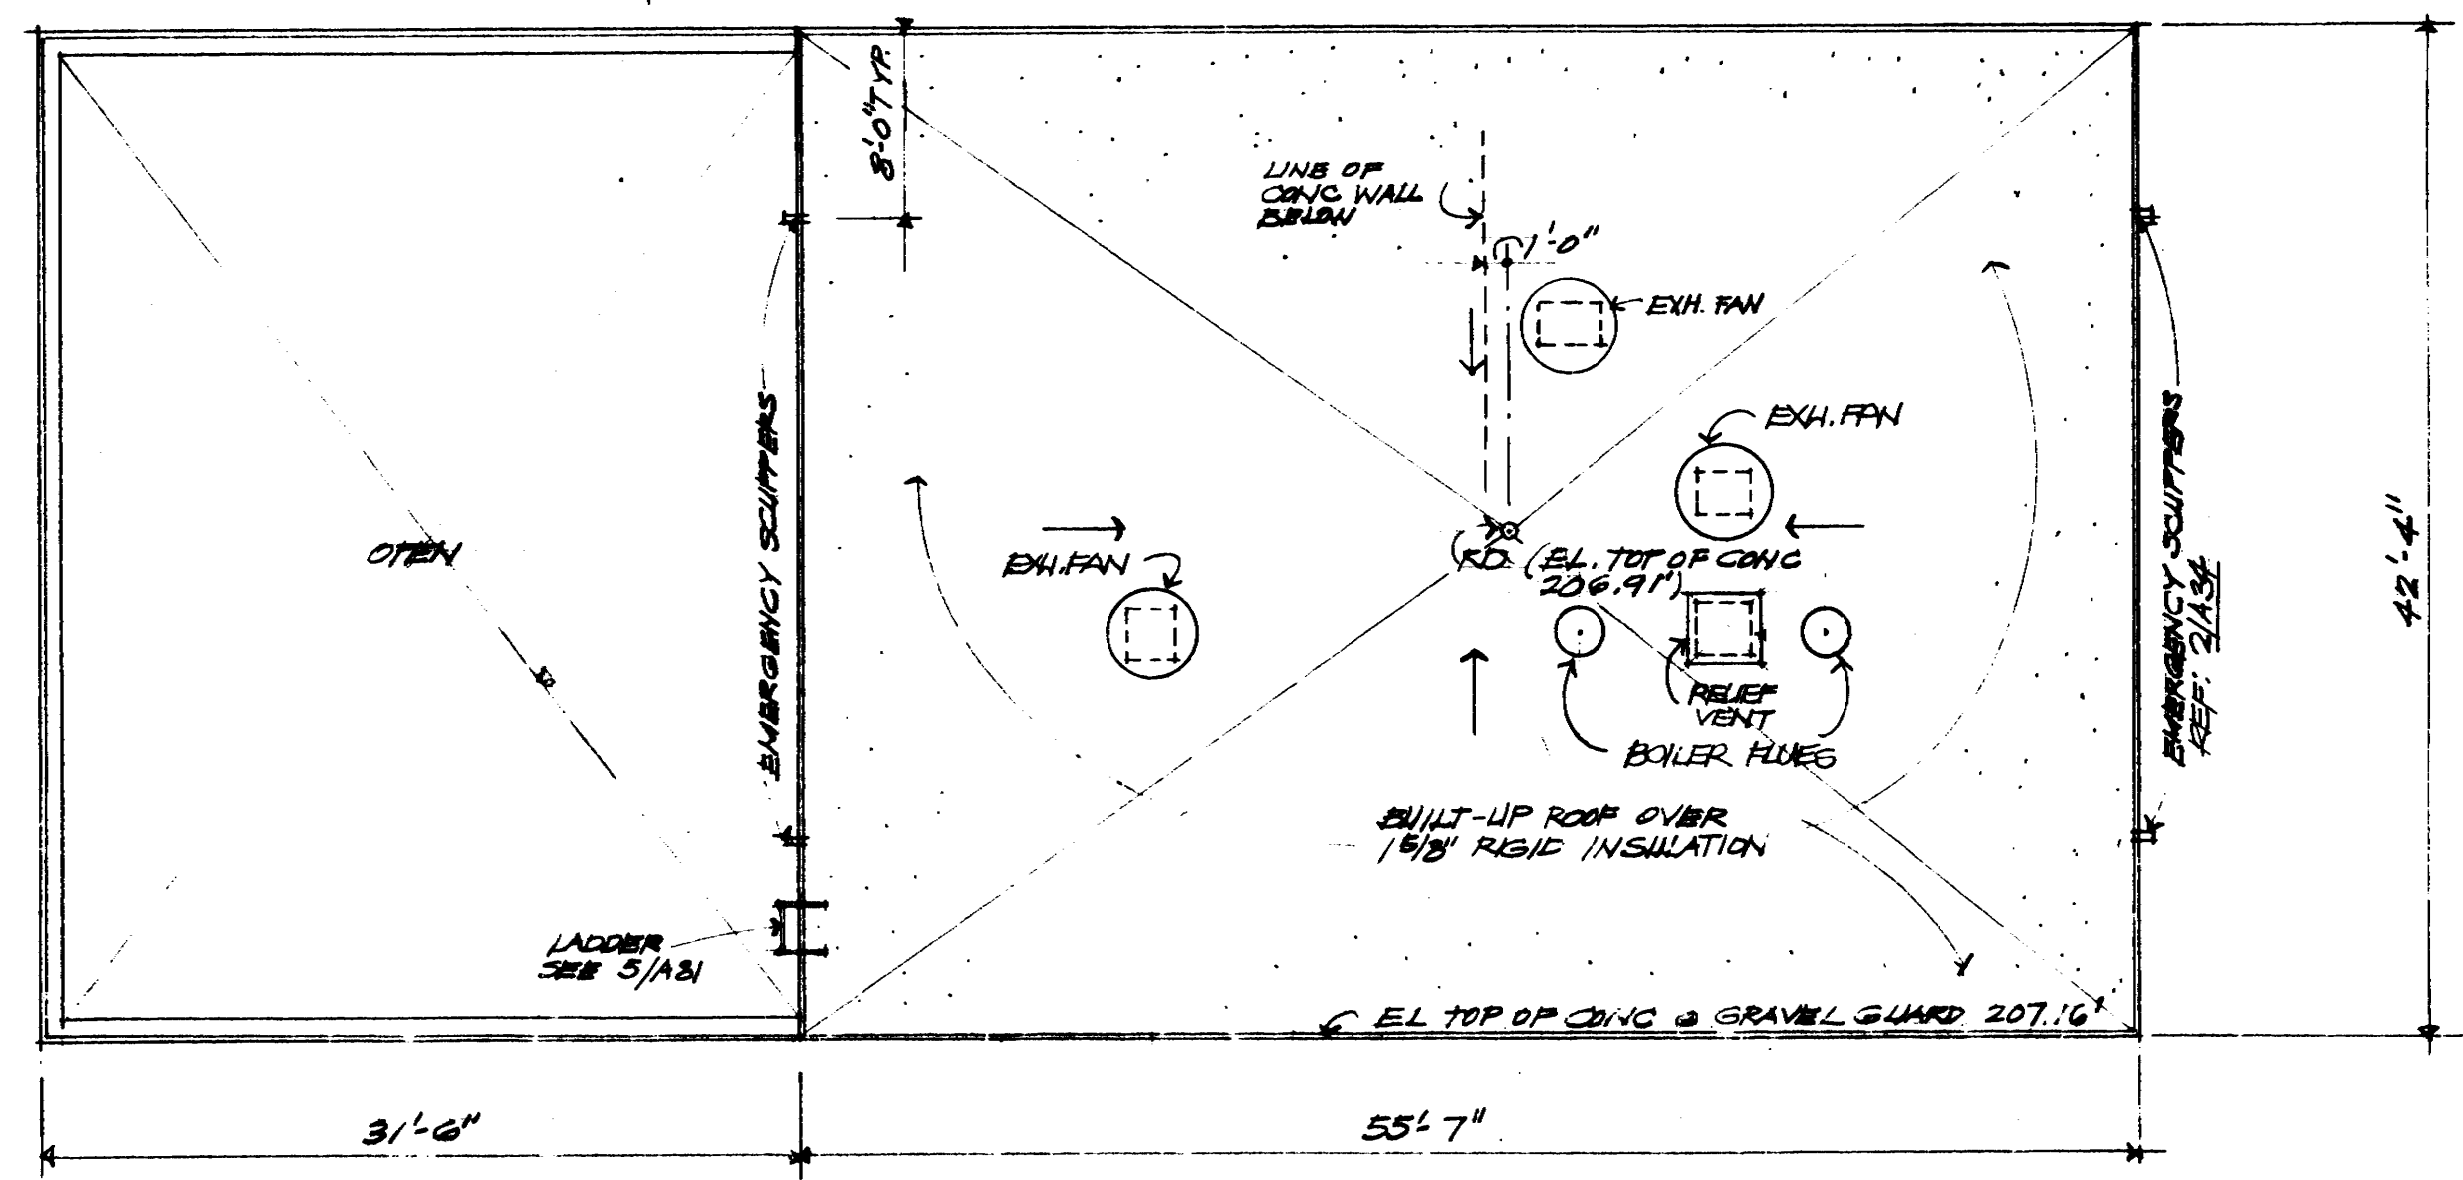 8'-0" TYP.
LINE OF
CONC WALL
BELOW
1'-0"
EXH. FAN
EXH. FAN
EMERGENCY SCUPPERS
OPEN
EXH. FAN
RD
(EL. TOP OF CONC
206.91')
RELIEF
VENT
BOILER FLUES
EMERGENCY SCUPPERS
REF: 2/A34
42'-4"
BUILT-UP ROOF OVER
1 5/8" RIGID INSULATION
LADDER
SEE 5/A31
EL TOP OF CONC @ GRAVEL GUARD 207.16'
31'-6"
55'-7"